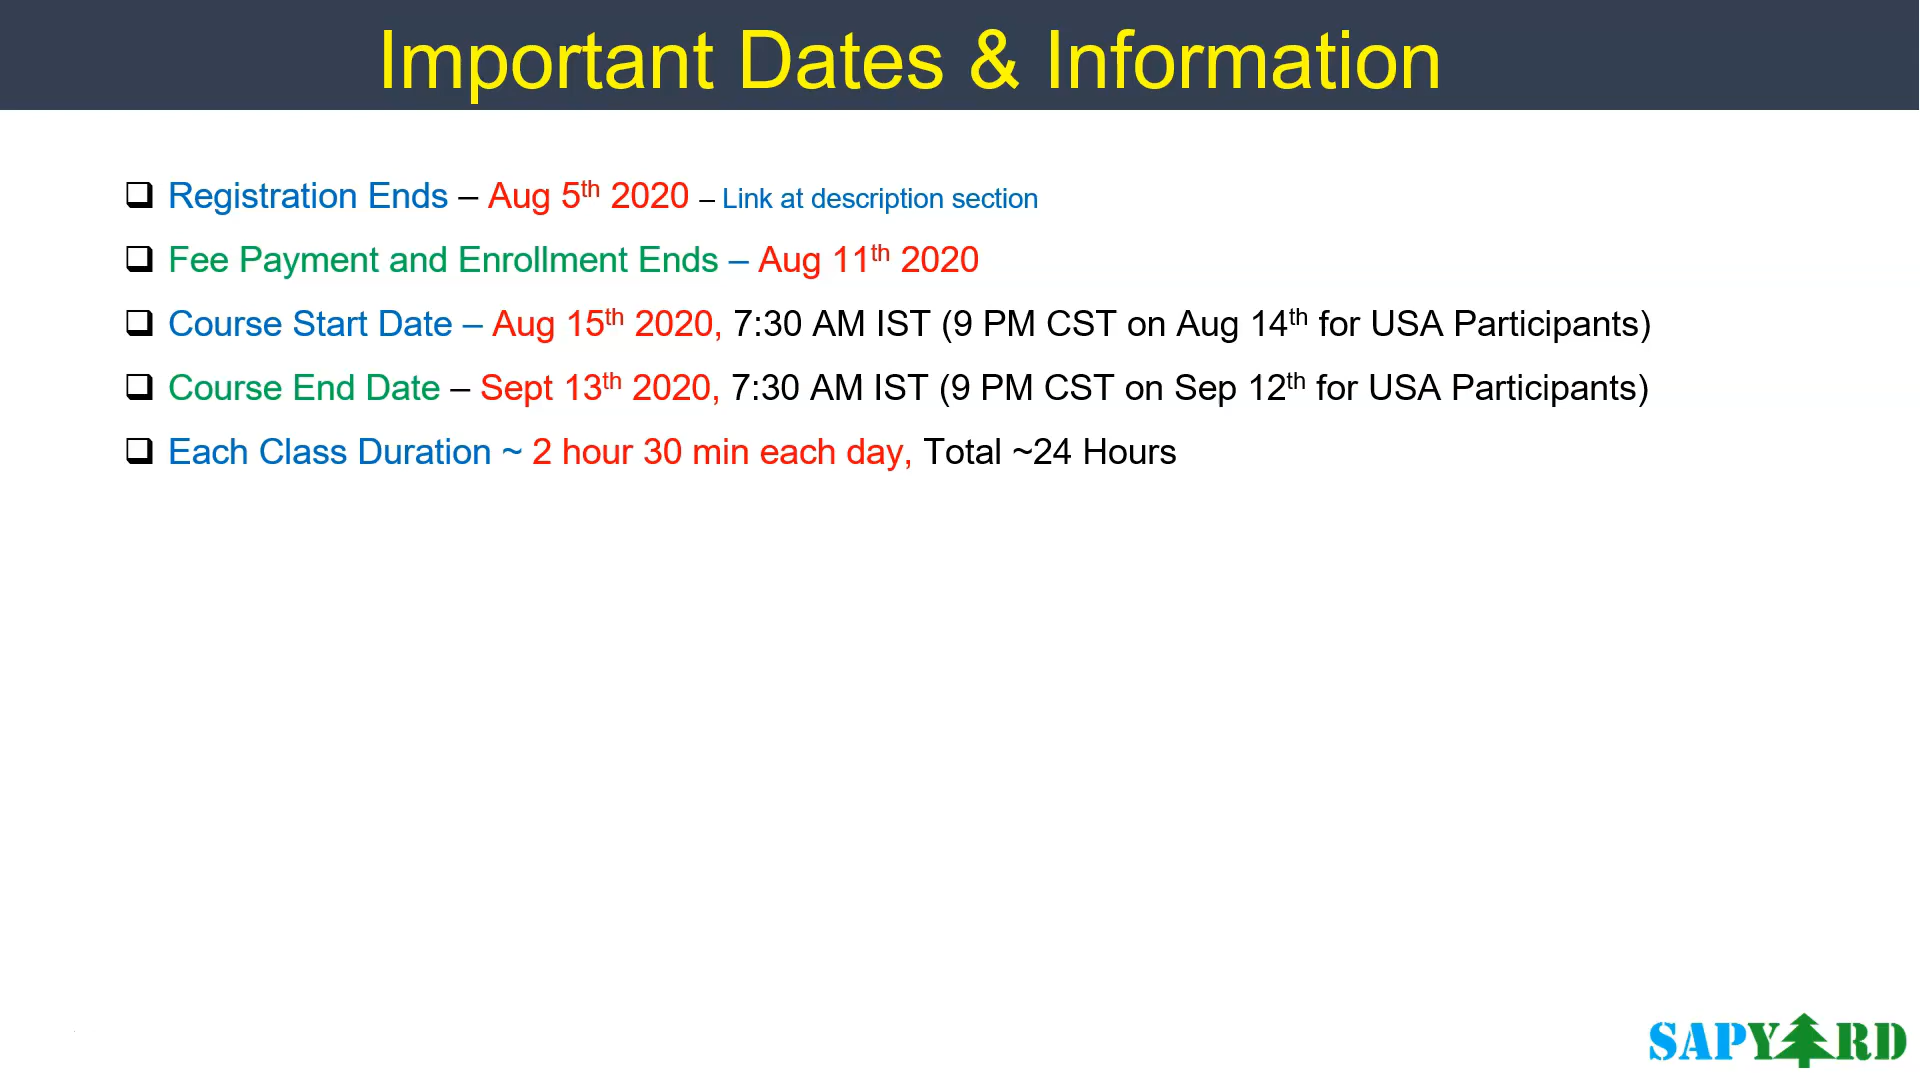 Important Dates & Information
Registration Ends – Aug 5th 2020 – Link at description section
Fee Payment and Enrollment Ends – Aug 11th 2020
Course Start Date – Aug 15th 2020, 7:30 AM IST (9 PM CST on Aug 14th for USA Participants)
Course End Date – Sept 13th 2020, 7:30 AM IST (9 PM CST on Sep 12th for USA Participants)
Each Class Duration ~ 2 hour 30 min each day, Total ~24 Hours
SAPYARD